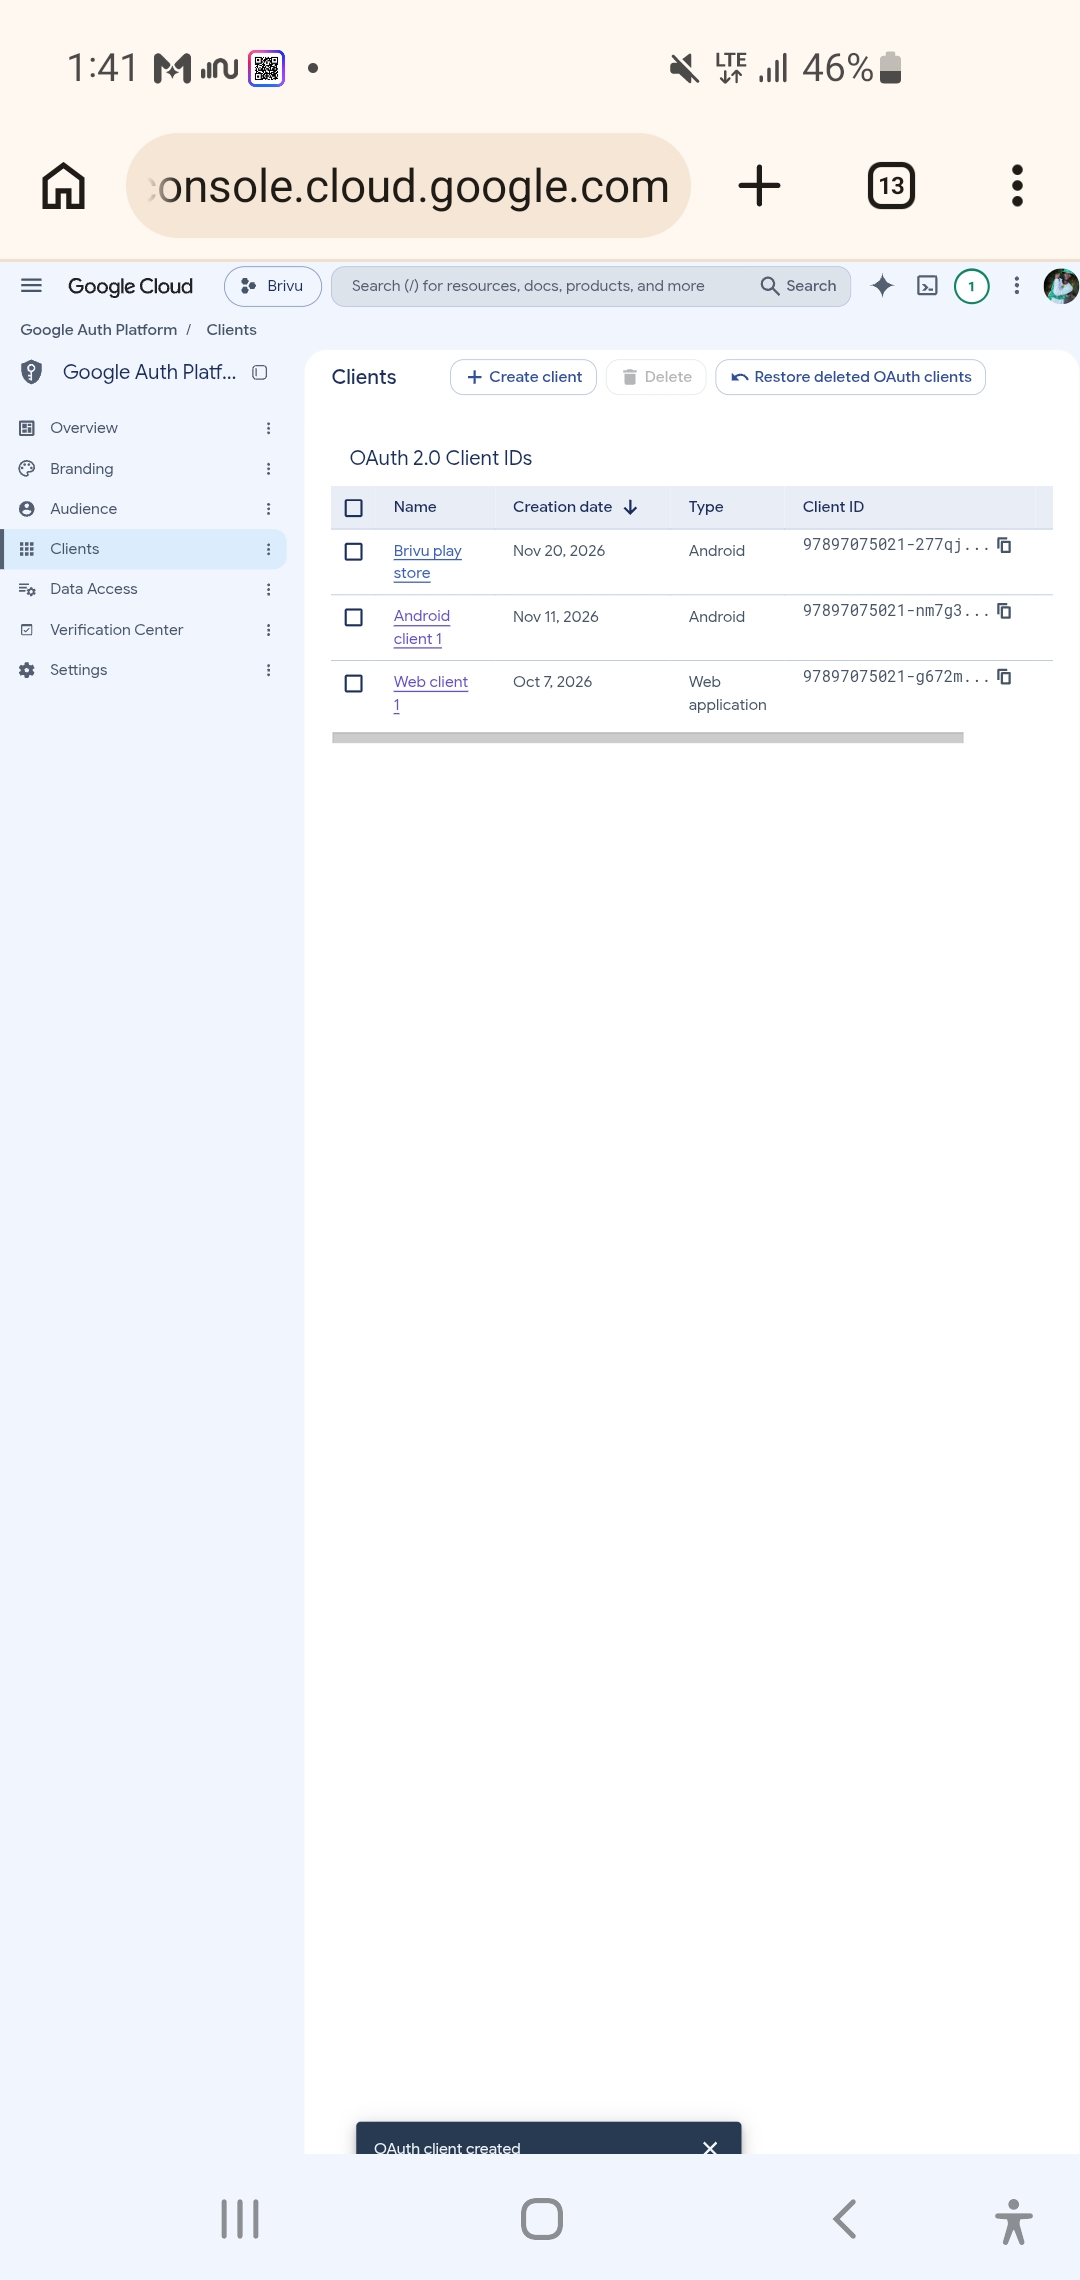 1:41
LTE
46%
console.cloud.google.com
13
Google Cloud
Brivu
Search (/) for resources, docs, products, and more
Search
1
Google Auth Platform / Clients
Google Auth Platf...
Overview
Branding
Audience
Clients
Data Access
Verification Center
Settings
Clients
Create client
Delete
Restore deleted OAuth clients
OAuth 2.0 Client IDs
Name Creation date Type Client ID
Brivu play store Nov 20, 2026 Android 97897075021-277qj...
Android client 1 Nov 11, 2026 Android 97897075021-nm7g3...
Web client 1 Oct 7, 2026 Web application 97897075021-g672m...
OAuth client created